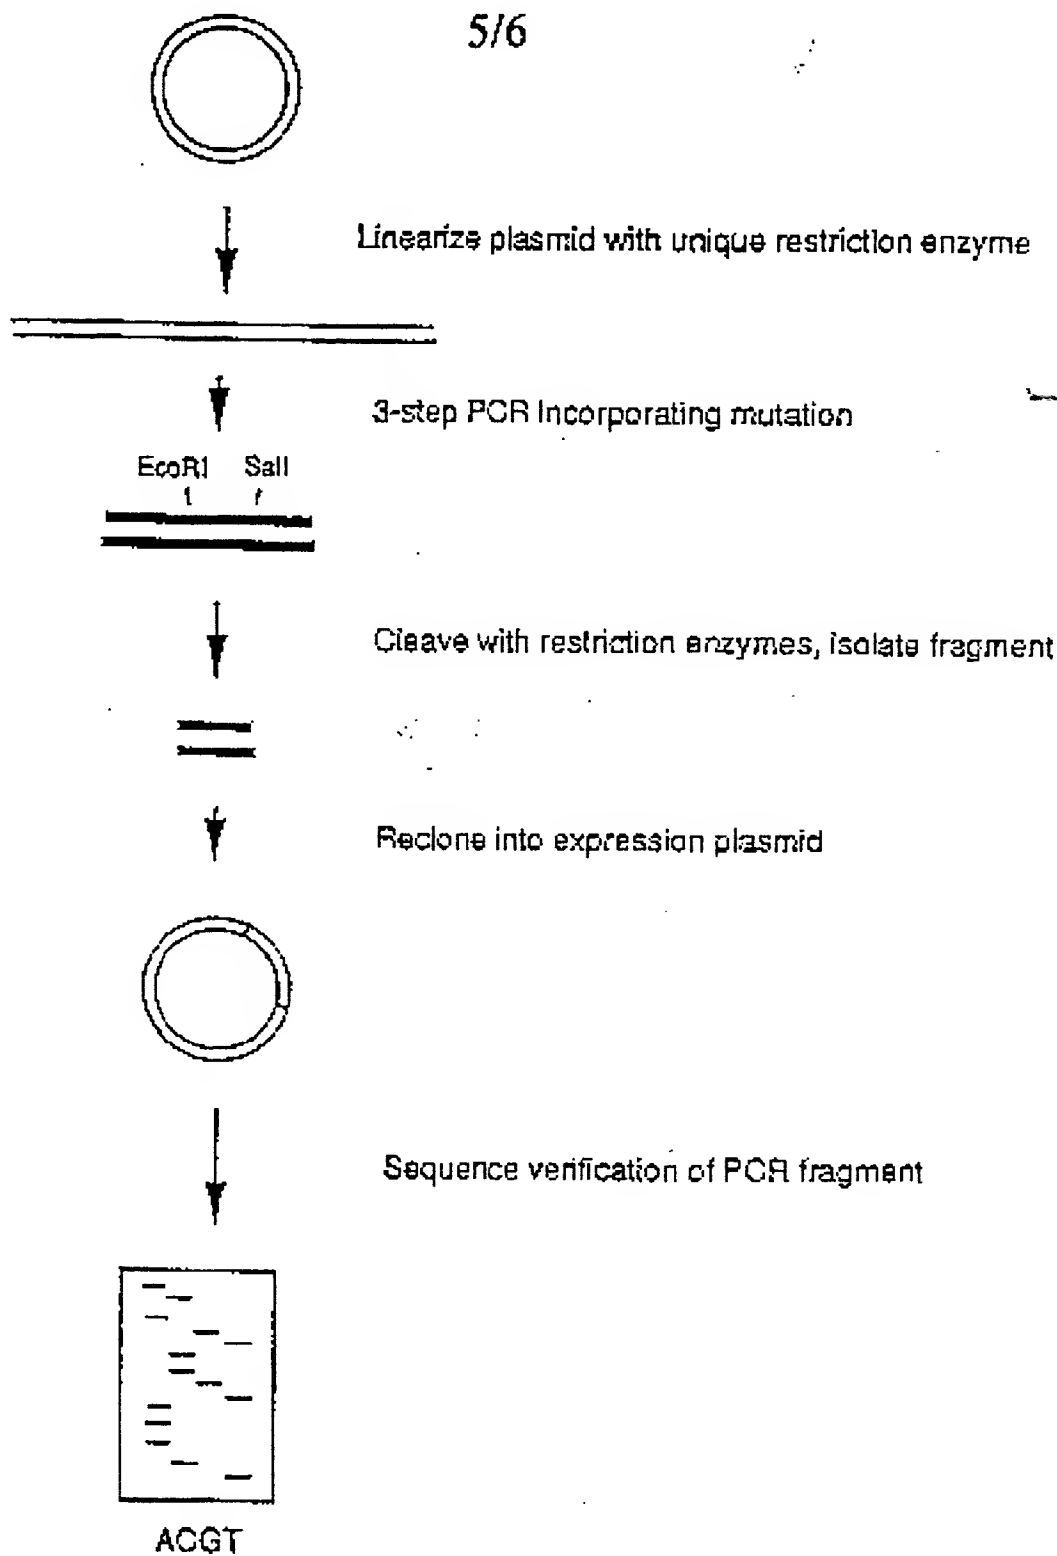 5/6
Linearize plasmid with unique restriction enzyme
3-step PCR Incorporating mutation
EcoR1 SalI
Cleave with restriction enzymes, isolate fragment
Reclone into expression plasmid
Sequence verification of PCR fragment
ACGT